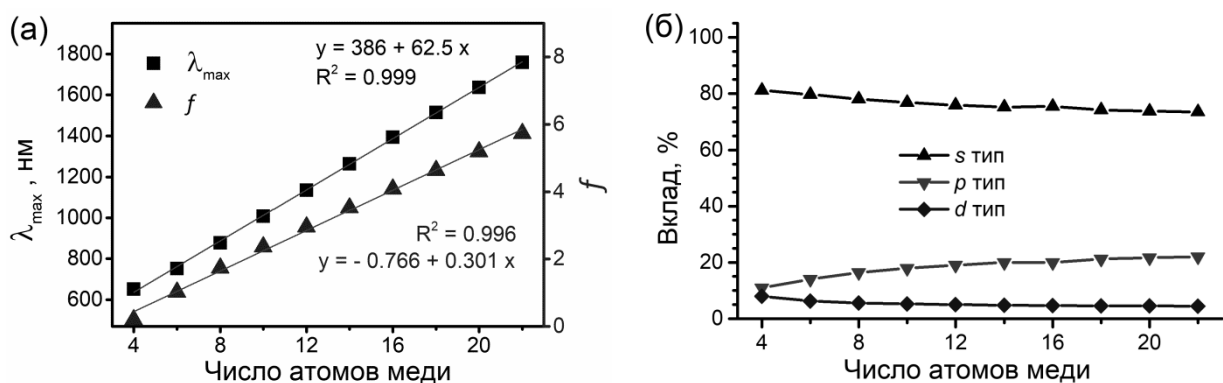 (а)
y = 386 + 62.5 x
R² = 0.999
λmax
f
R² = 0.996
y = - 0.766 + 0.301 x
λmax , нм
1800
1600
1400
1200
1000
800
600
8
6
4
2
0
f
4 8 12 16 20
Число атомов меди
(б)
Вклад, %
100
80
60
40
20
0
s тип
p тип
d тип
4 8 12 16 20
Число атомов меди